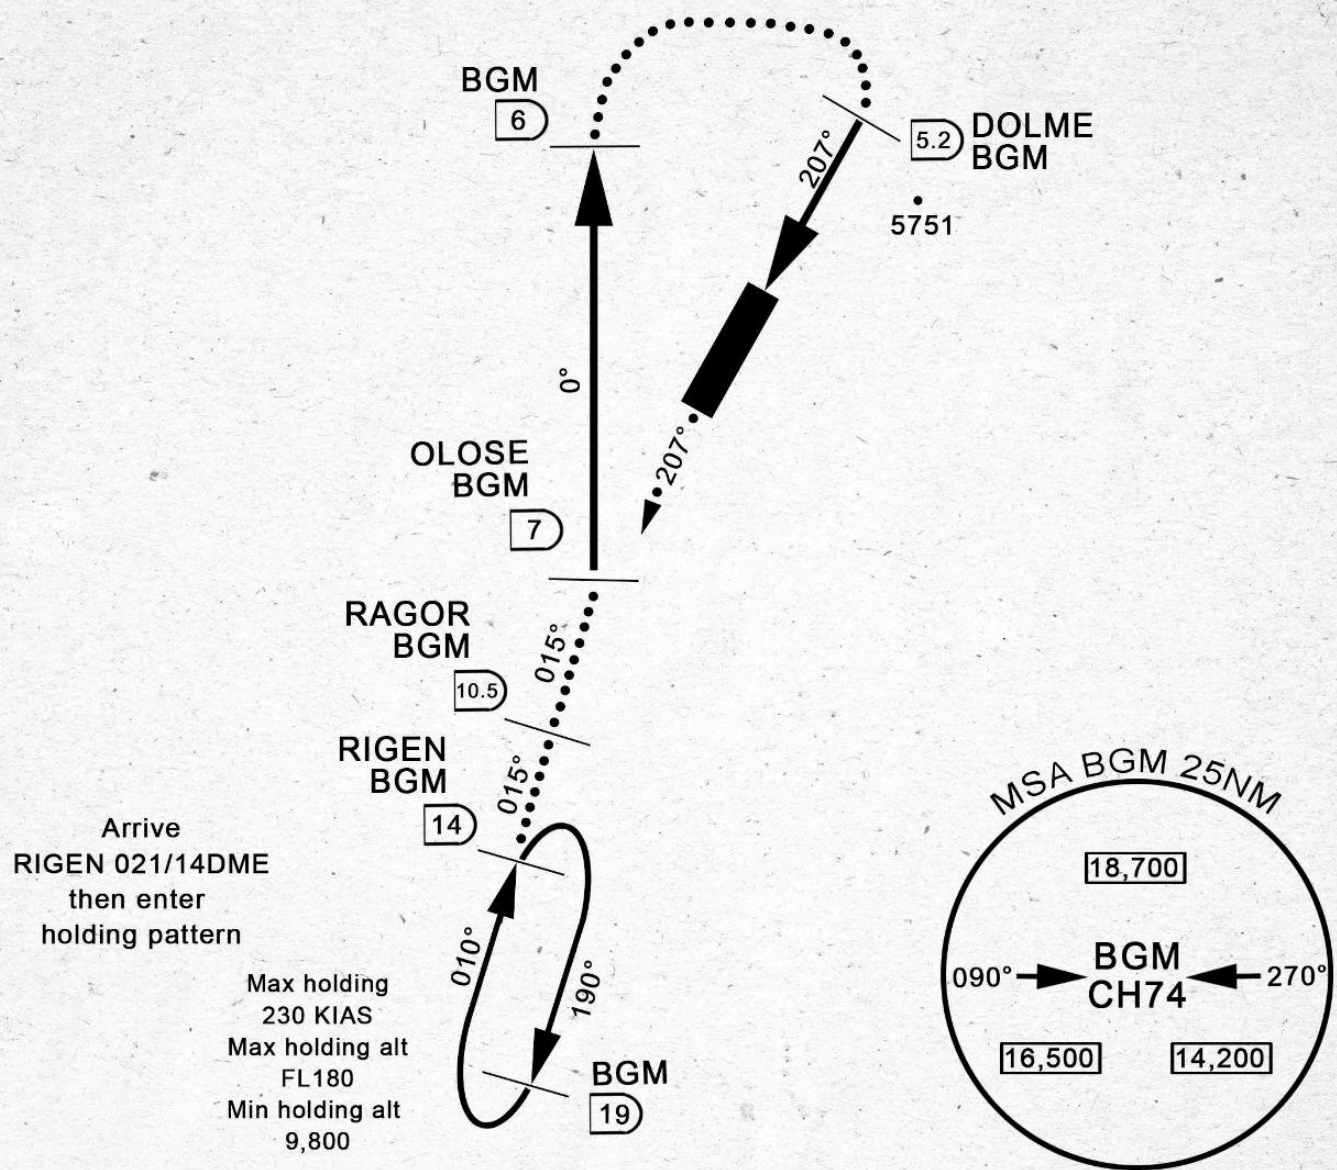 BGM
6
5.2
DOLME
BGM
207°
5751
0°
207°
OLOSE
BGM
7
RAGOR
BGM
10.5
015°
RIGEN
BGM
14
015°
Arrive
RIGEN 021/14DME
then enter
holding pattern
010°
190°
Max holding
230 KIAS
Max holding alt
FL180
Min holding alt
9,800
BGM
19
MSA BGM 25NM
18,700
090°
BGM
CH74
270°
16,500
14,200